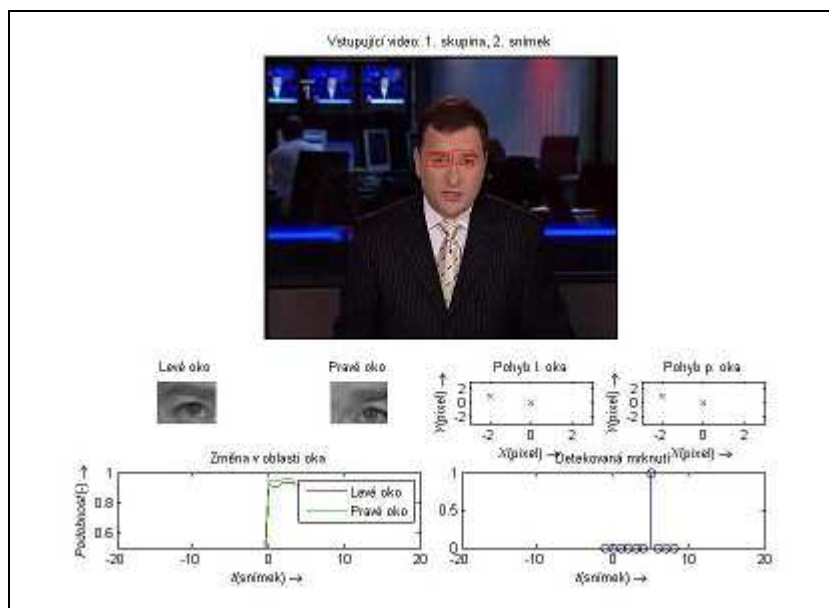 Vstupující video: 1. skupina, 2. snímek
1
Levé oko
Pravé oko
Pohyb l. oka
Pohyb p. oka
Y(pixel) →
2
0
-2
-2 0 2
X(pixel) →
Y(pixel) →
2
0
-2
-2 0 2
X(pixel) →
Změna v oblasti oka
Podobnost[-] →
1
0.8
0.6
-20 -10 0 10 20
t(snímek) →
Levé oko
Pravé oko
Detekovaná mrknutí
1
0.5
0
-20 -10 0 10 20
t(snímek) →